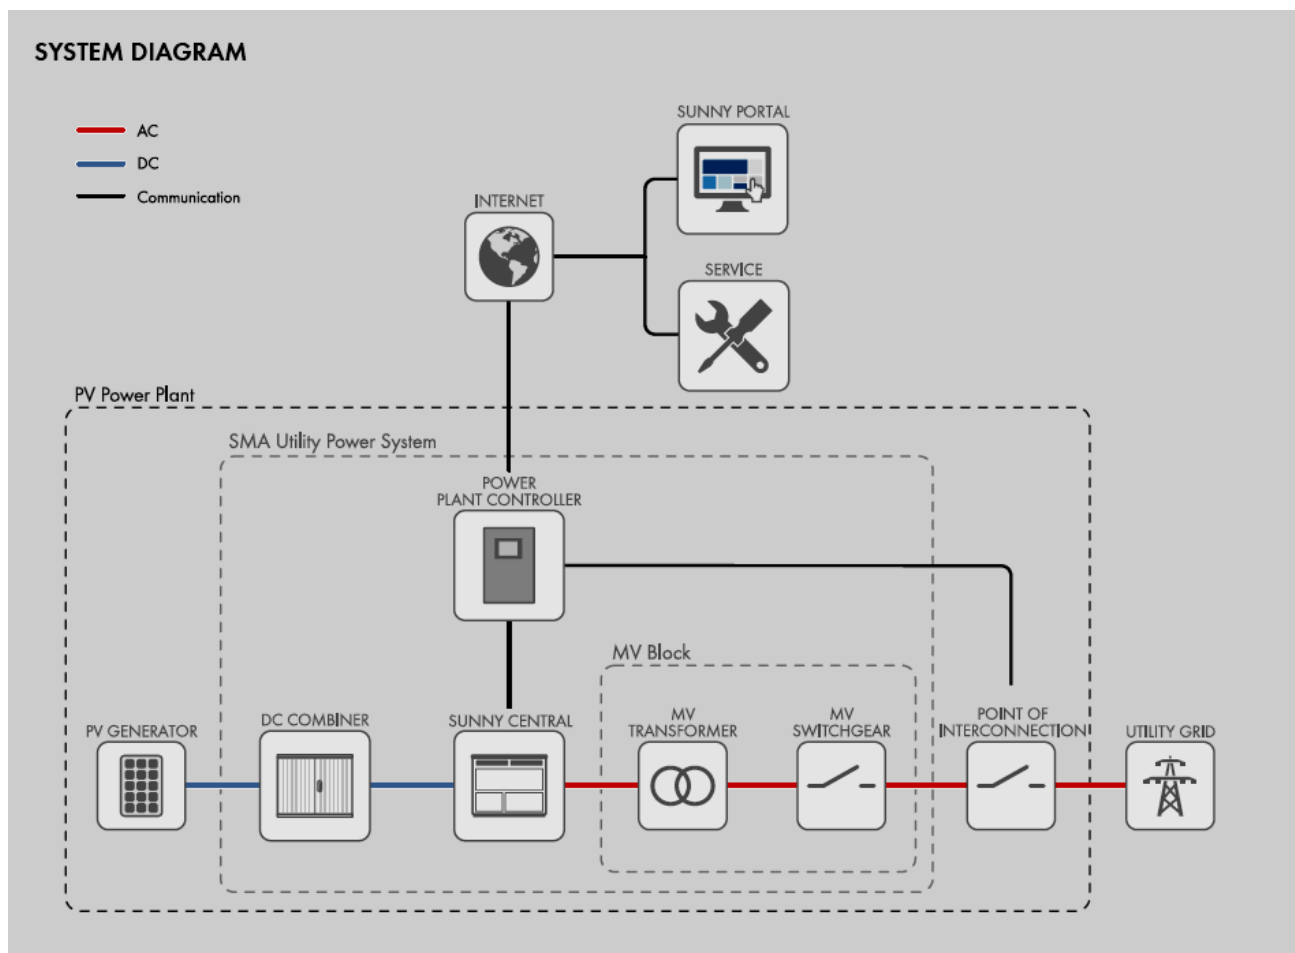 SYSTEM DIAGRAM
AC
DC
Communication
SUNNY PORTAL
INTERNET
SERVICE
PV Power Plant
SMA Utility Power System
POWER
PLANT CONTROLLER
MV Block
PV GENERATOR
DC COMBINER
SUNNY CENTRAL
MV
TRANSFORMER
MV
SWITCHGEAR
POINT OF
INTERCONNECTION
UTILITY GRID